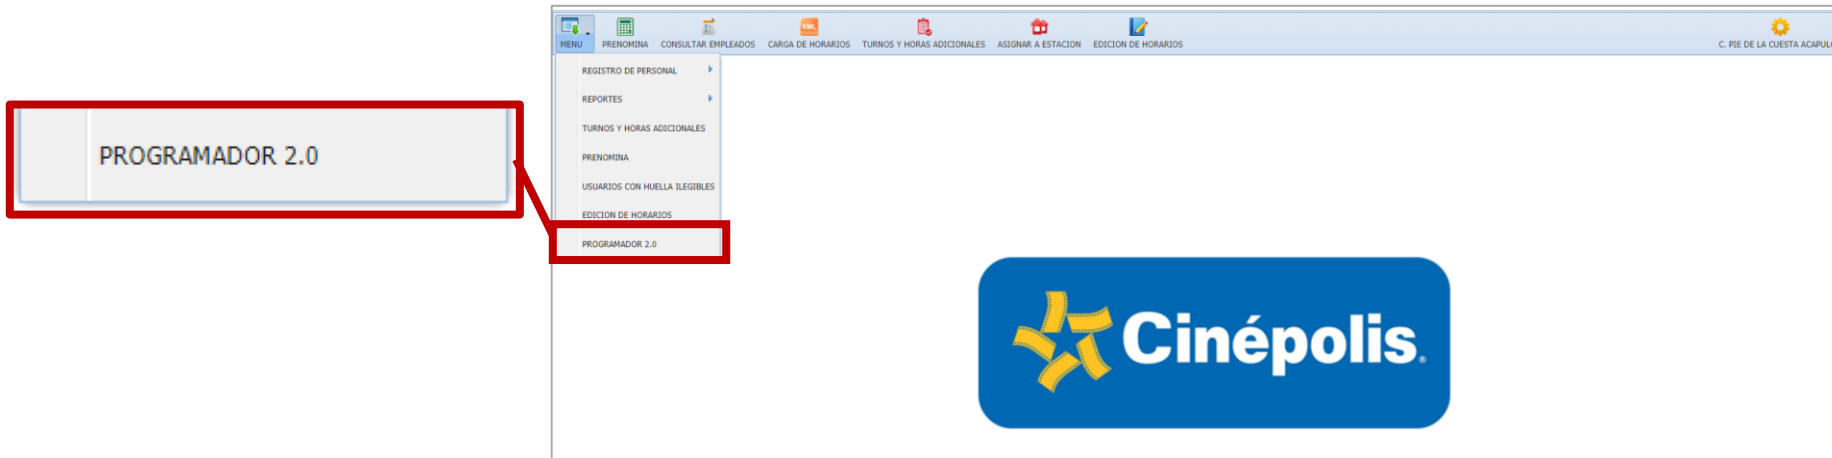 PROGRAMADOR 2.0
MENU PRENOMINA CONSULTAR EMPLEADOS CARGA DE HORARIOS TURNOS Y HORAS ADICIONALES ASIGNAR A ESTACION EDICION DE HORARIOS C. PIE DE LA CUESTA ACAPUL
REGISTRO DE PERSONAL
REPORTES
TURNOS Y HORAS ADICIONALES
PRENOMINA
USUARIOS CON HUELLA ILEGIBLES
EDICION DE HORARIOS
PROGRAMADOR 2.0
Cinépolis.